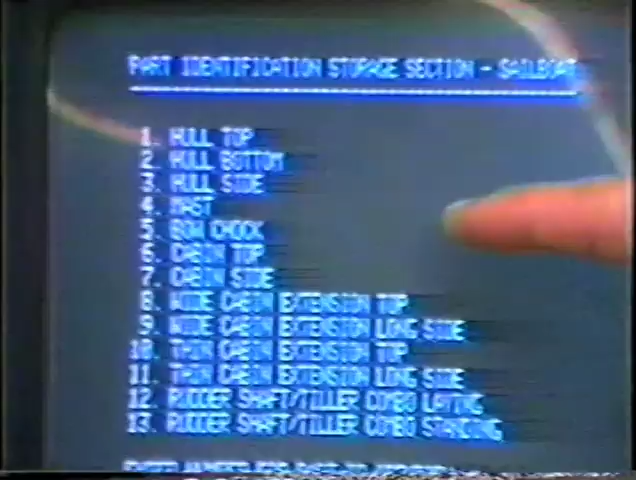 PART IDENTIFICATION STORAGE SECTION - SAILBOAT
1. HULL TOP
2. HULL BOTTOM
3. HULL SIDE
4. MAST
5. BOW CHOCK
6. CABIN TOP
7. CABIN SIDE
8. WIDE CABIN EXTENSION TOP
9. WIDE CABIN EXTENSION LONG SIDE
10. THIN CABIN EXTENSION TOP
11. THIN CABIN EXTENSION LONG SIDE
12. RUDDER SHAFT/TILLER COMBO LAYING
13. RUDDER SHAFT/TILLER COMBO STANDING